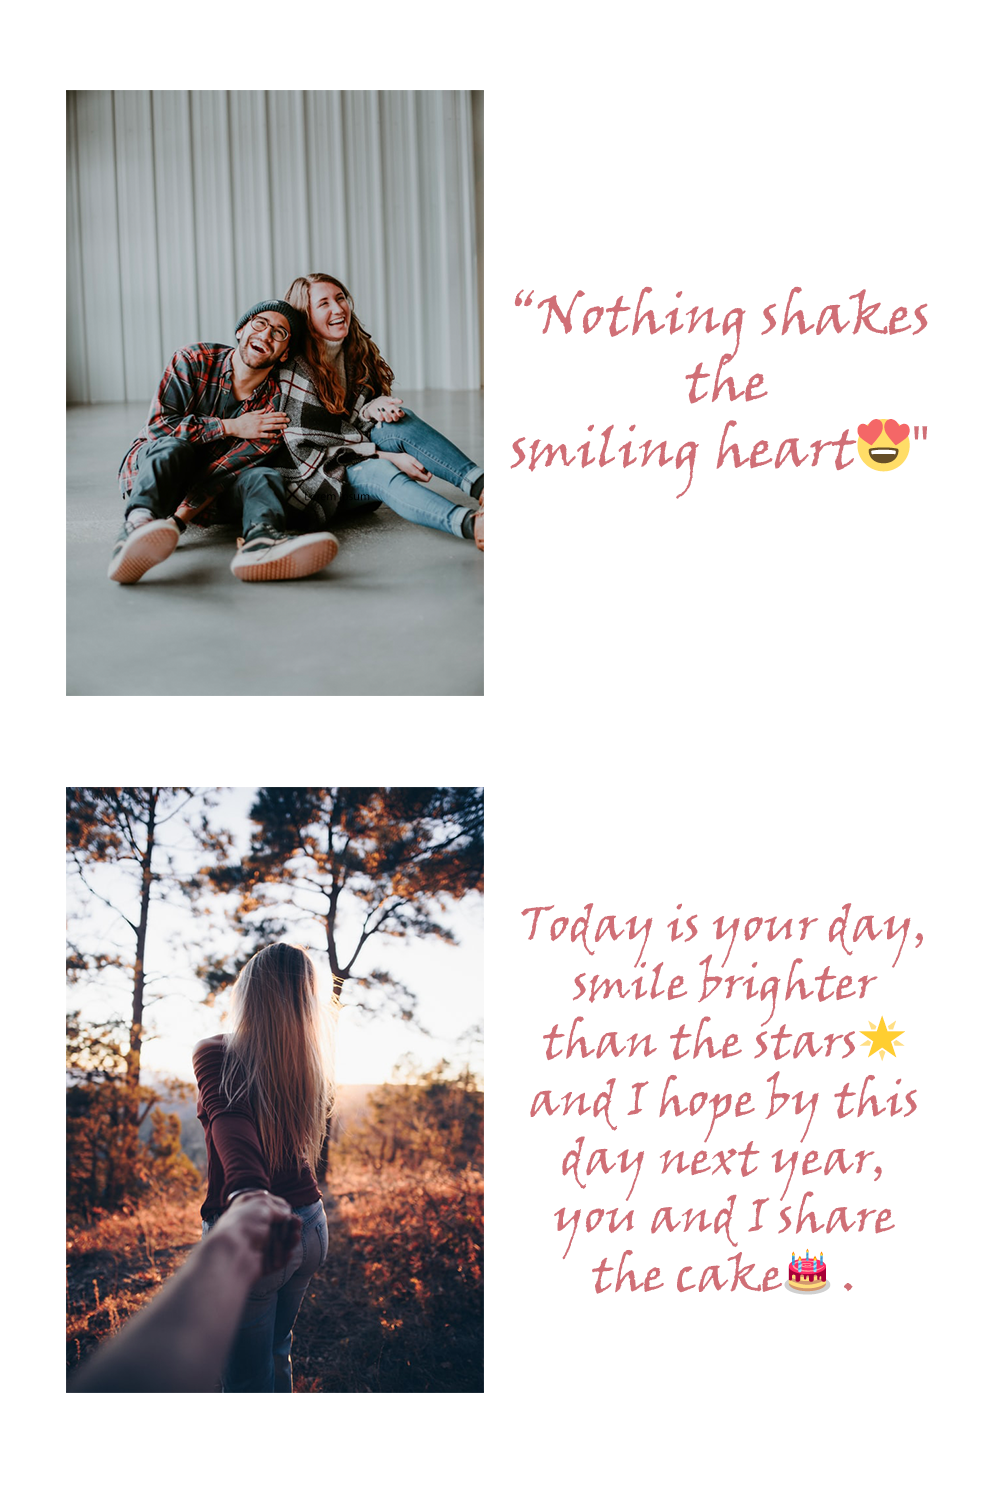 “Nothing shakes
the
smiling heart😍"
Today is your day,
smile brighter
than the stars🌟
and I hope by this
day next year,
you and I share
the cake🎂 .